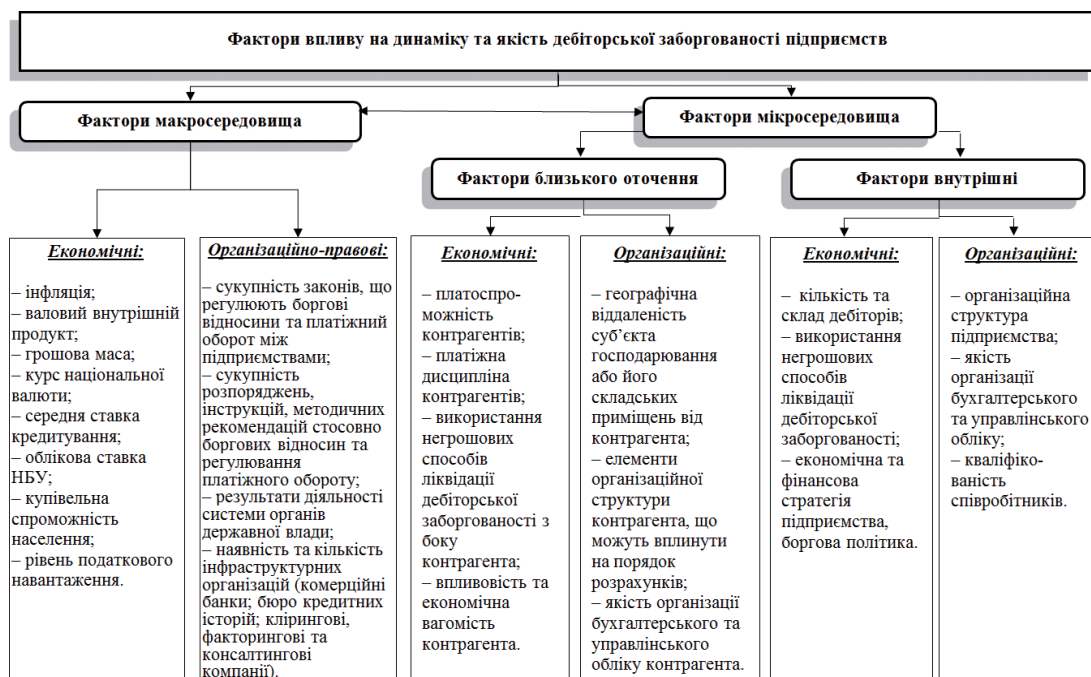 Фактори впливу на динаміку та якість дебіторської заборгованості підприємств
Фактори макросередовища
Фактори мікросередовища
Фактори близького оточення
Фактори внутрішні
Економічні:
– інфляція;
– валовий внутрішній
продукт;
– грошова маса;
– курс національної
валюти;
– середня ставка
кредитування;
– облікова ставка
НБУ;
– купівельна
спроможність
населення;
– рівень податкового
навантаження.
Організаційно-правові:
– сукупність законів, що
регулюють боргові
відносини та платіжний
оборот між
підприємствами;
– сукупність
розпоряджень,
інструкцій, методичних
рекомендацій стосовно
боргових відносин та
регулювання
платіжного обороту;
– результати діяльності
системи органів
державної влади;
– наявність та кількість
інфраструктурних
організацій (комерційні
банки; бюро кредитних
історій; клірингові,
факторингові та
консалтингові
компанії).
Економічні:
– платоспро-
можність
контрагентів;
– платіжна
дисципліна
контрагентів;
– використання
негрошових
способів
ліквідації
дебіторської
заборгованості з
боку
контрагента;
– впливовість та
економічна
вагомість
контрагента.
Організаційні:
– географічна
віддаленість
суб’єкта
господарювання
або його
складських
приміщень від
контрагента;
– елементи
організаційної
структури
контрагента, що
можуть вплинути
на порядок
розрахунків;
– якість організації
бухгалтерського та
управлінського
обліку контрагента.
Економічні:
– кількість та
склад дебіторів;
– використання
негрошових
способів
ліквідації
дебіторської
заборгованості;
– економічна та
фінансова
стратегія
підприємства,
боргова політика.
Організаційні:
– організаційна
структура
підприємства;
– якість
організації
бухгалтерського
та управлінського
обліку;
– кваліфіко-
ваність
співробітників.